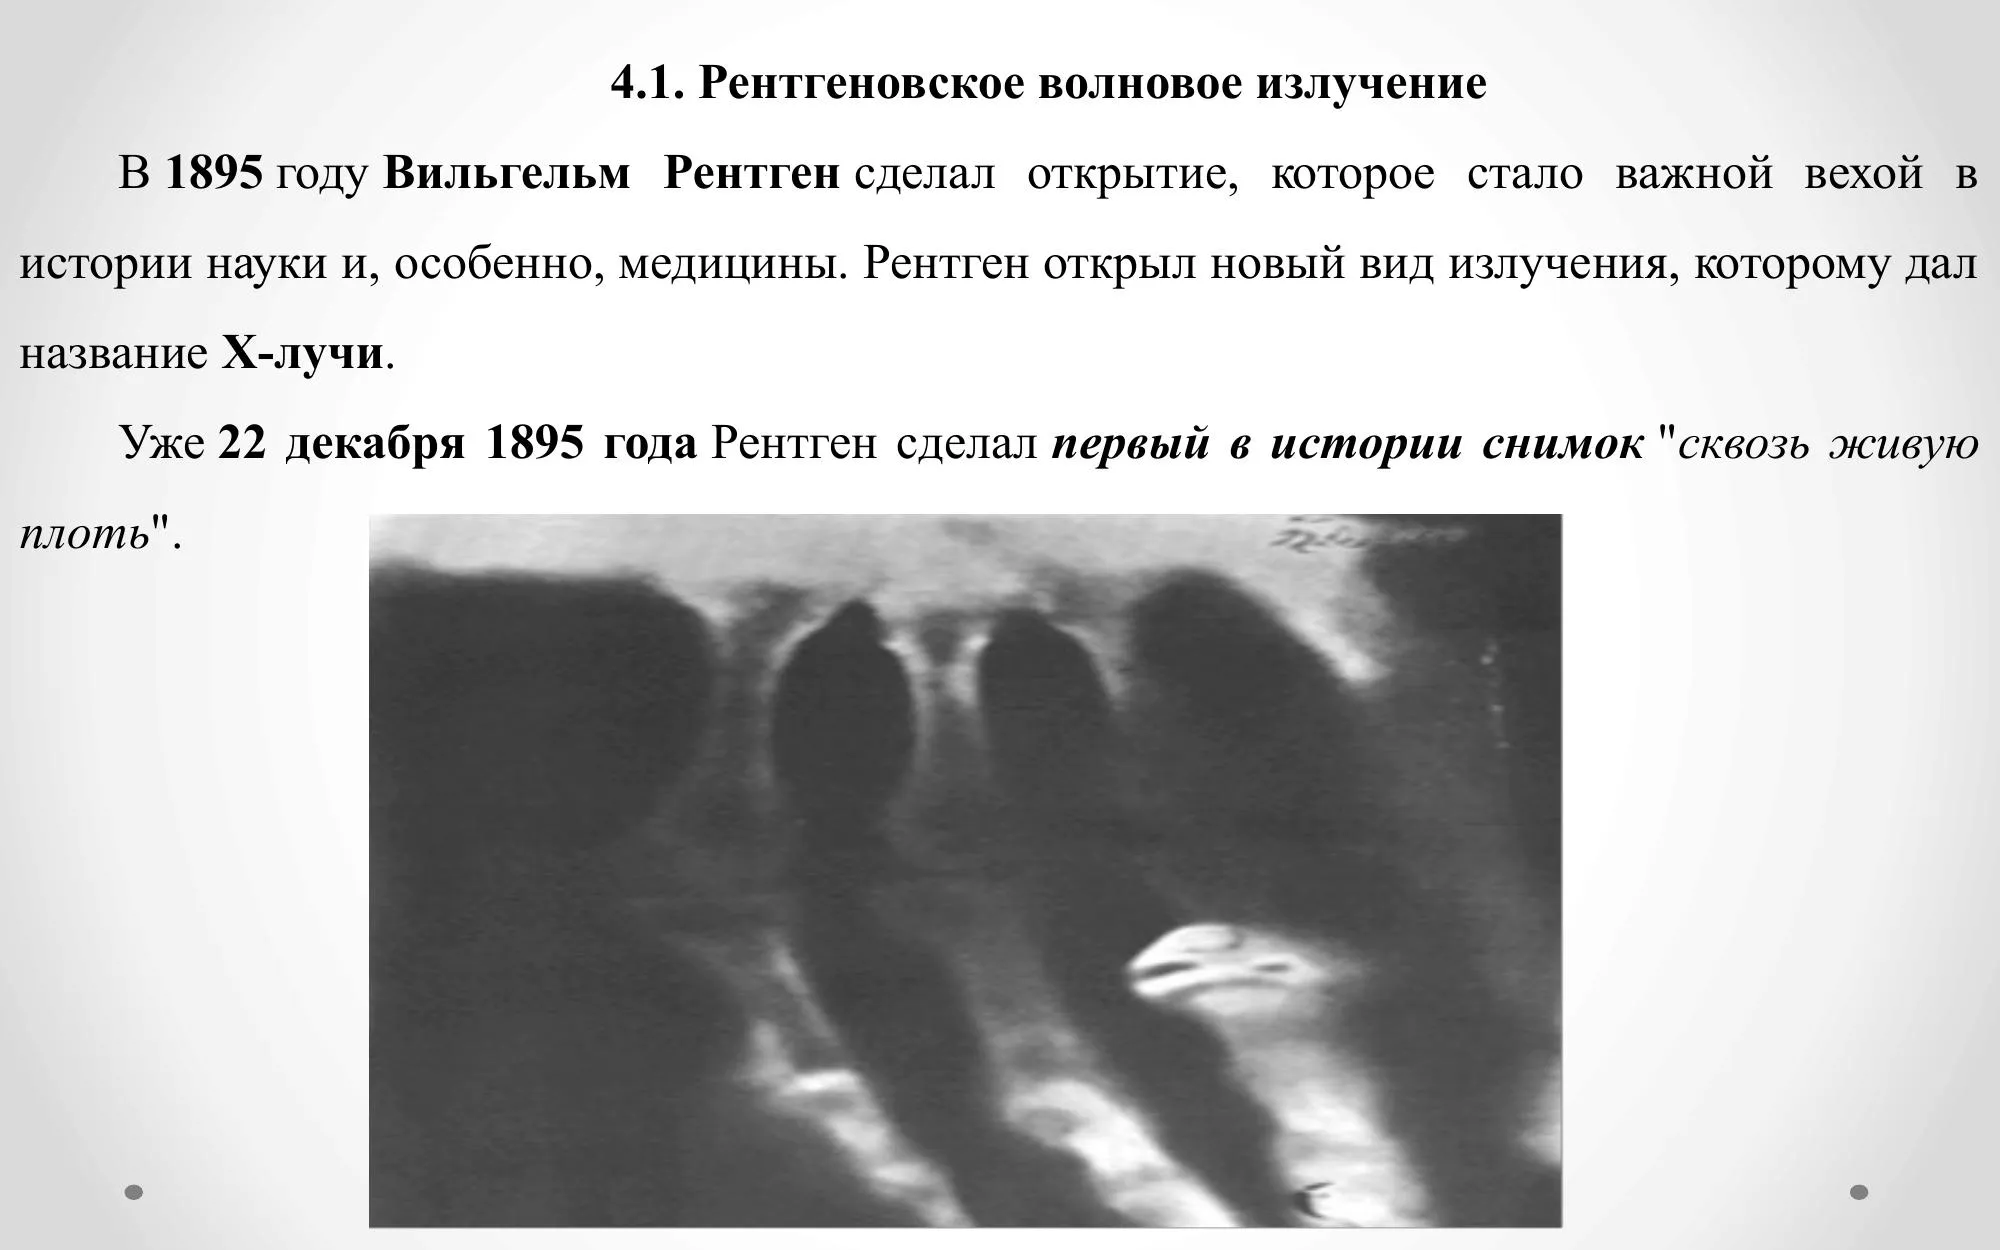 4.1. Рентгеновское волновое излучение
В 1895 году Вильгельм Рентген сделал открытие, которое стало важной вехой в
истории науки и, особенно, медицины. Рентген открыл новый вид излучения, которому дал
название Х-лучи.
Уже 22 декабря 1895 года Рентген сделал первый в истории снимок "сквозь живую
плоть".